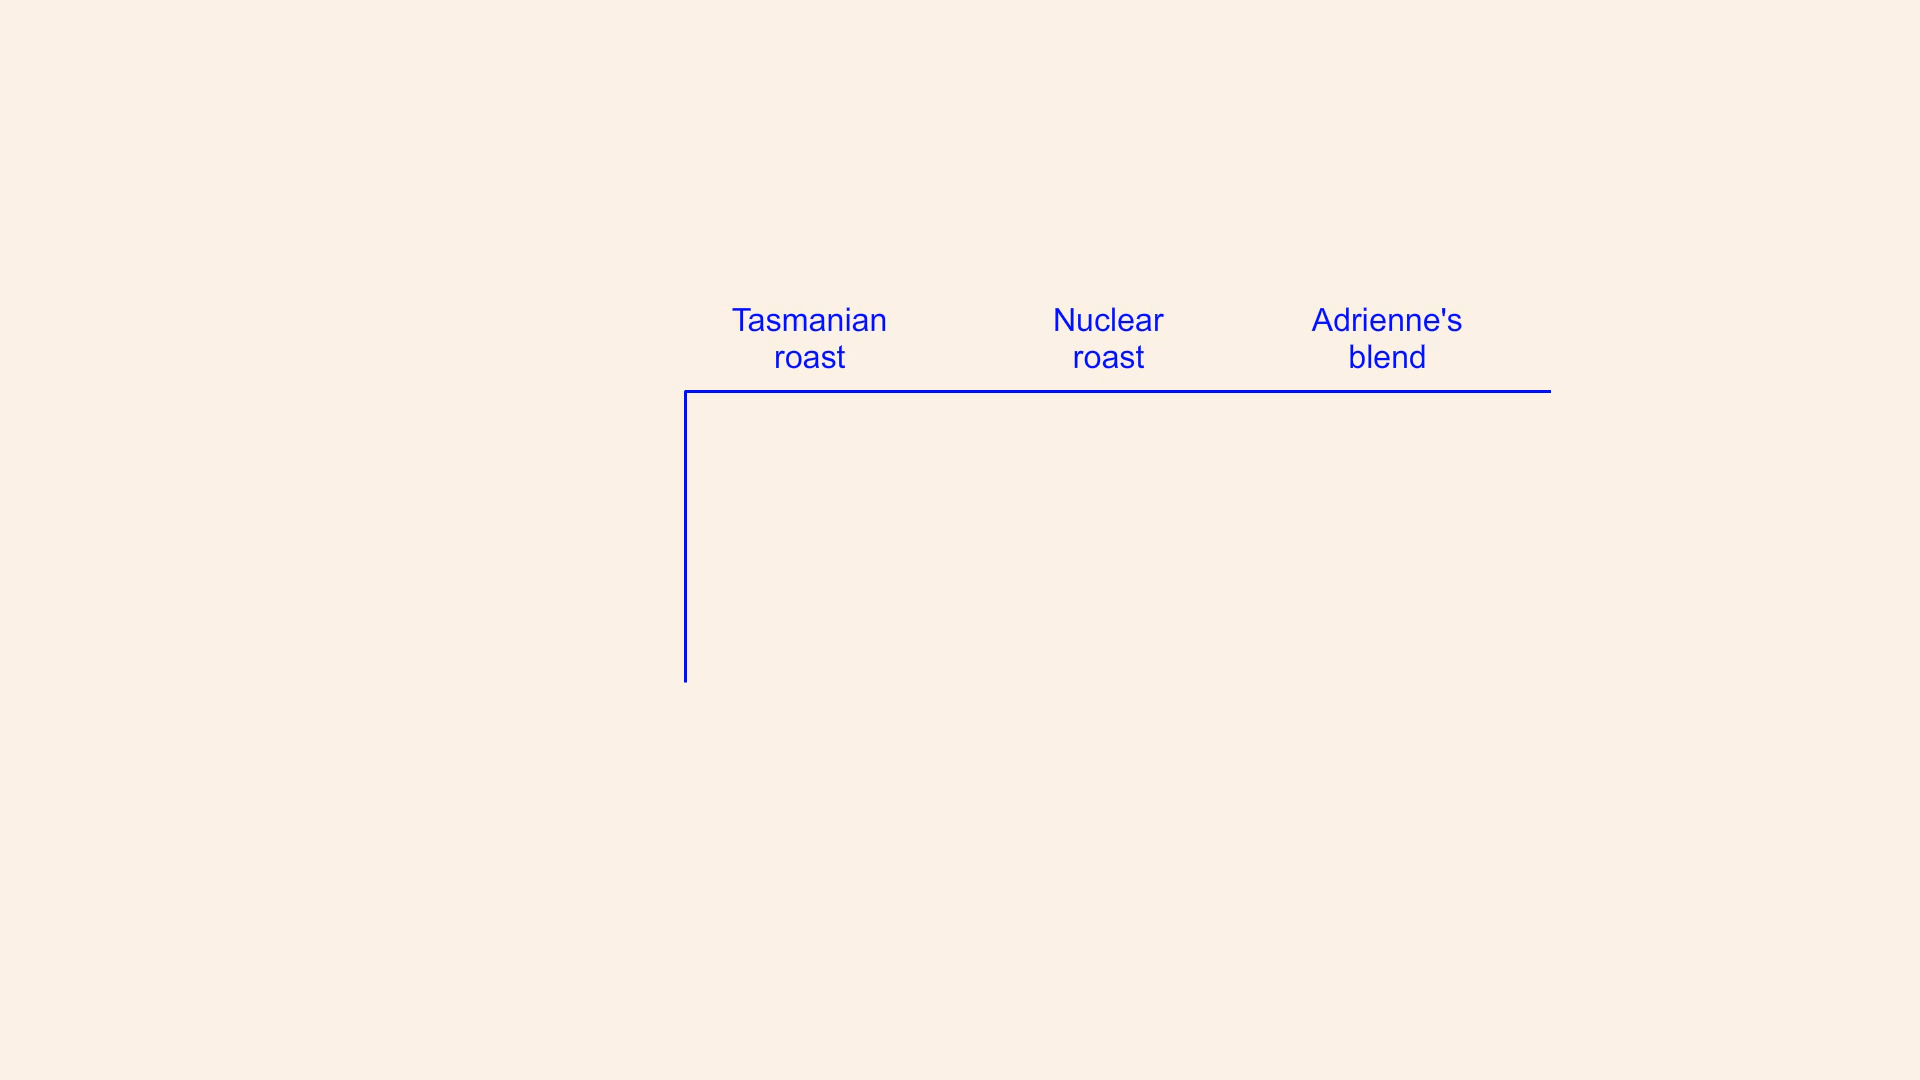 Tasmanian
roast
Nuclear
roast
Adrienne's
blend